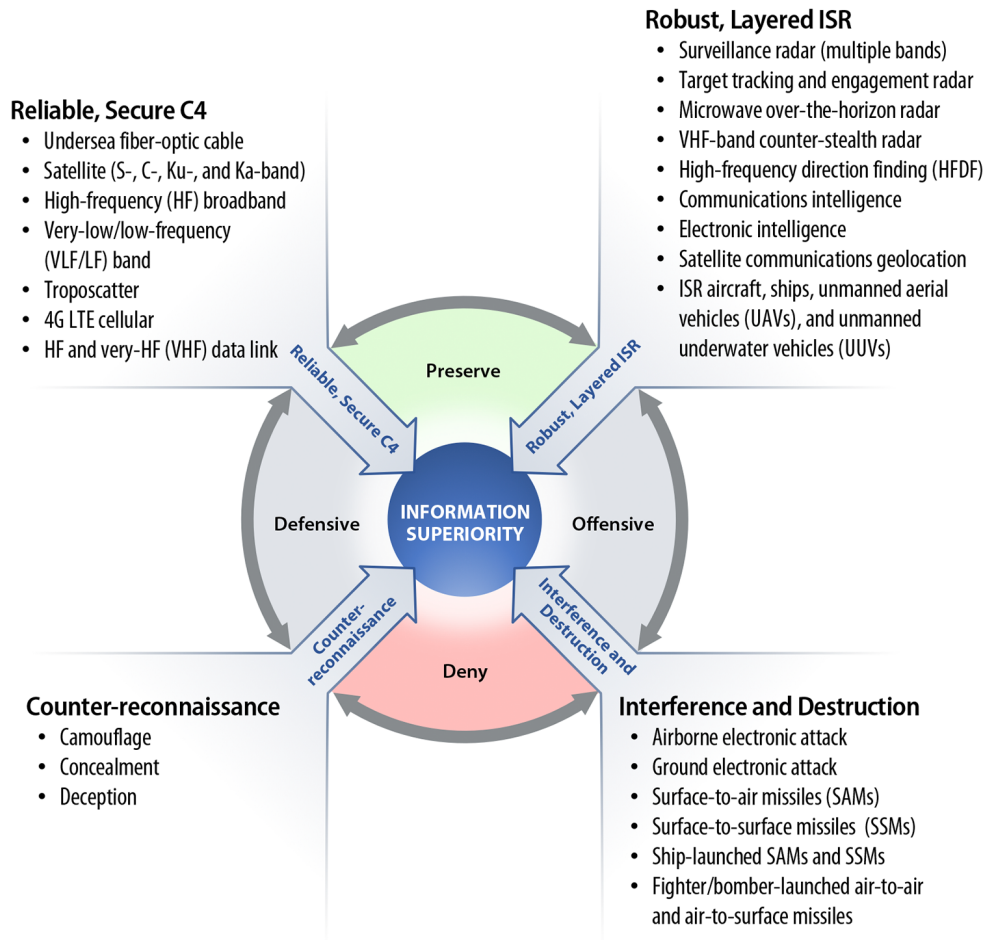 Robust, Layered ISR
• Surveillance radar (multiple bands)
• Target tracking and engagement radar
• Microwave over-the-horizon radar
• VHF-band counter-stealth radar
• High-frequency direction finding (HFDF)
• Communications intelligence
• Electronic intelligence
• Satellite communications geolocation
• ISR aircraft, ships, unmanned aerial
vehicles (UAVs), and unmanned
underwater vehicles (UUVs)
Reliable, Secure C4
• Undersea fiber-optic cable
• Satellite (S-, C-, Ku-, and Ka-band)
• High-frequency (HF) broadband
• Very-low/low-frequency
(VLF/LF) band
• Troposcatter
• 4G LTE cellular
• HF and very-HF (VHF) data link
Preserve
Reliable, Secure C4
Robust, Layered ISR
Defensive
INFORMATION
SUPERIORITY
Offensive
Counter-
reconnaissance
Interference and
Destruction
Deny
Counter-reconnaissance
• Camouflage
• Concealment
• Deception
Interference and Destruction
• Airborne electronic attack
• Ground electronic attack
• Surface-to-air missiles (SAMs)
• Surface-to-surface missiles (SSMs)
• Ship-launched SAMs and SSMs
• Fighter/bomber-launched air-to-air
and air-to-surface missiles